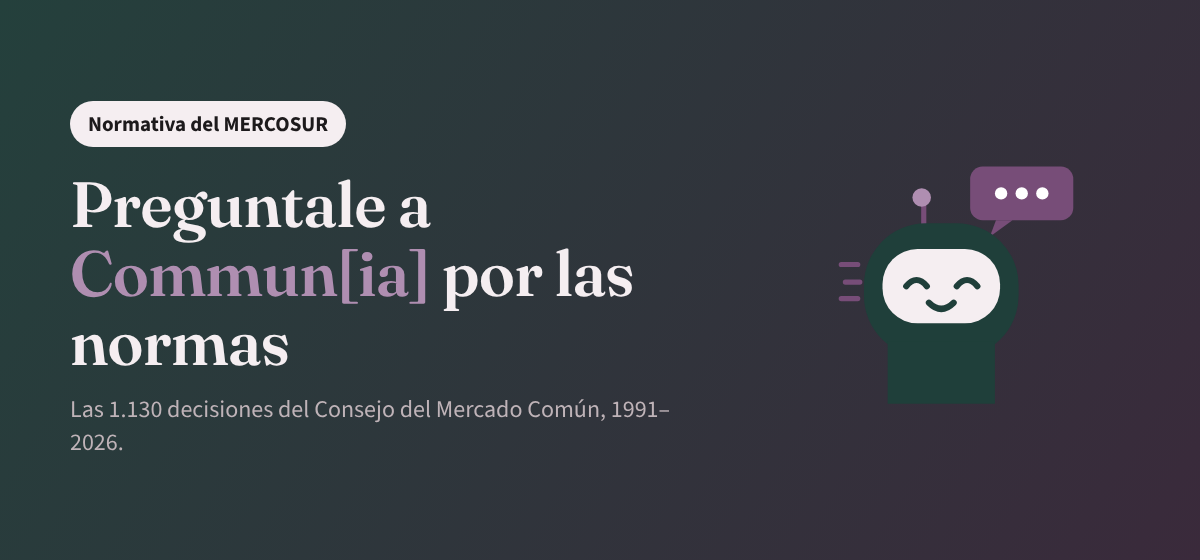 Normativa del MERCOSUR
Preguntale a
Commun[ia] por las
normas
Las 1.130 decisiones del Consejo del Mercado Común, 1991–
2026.